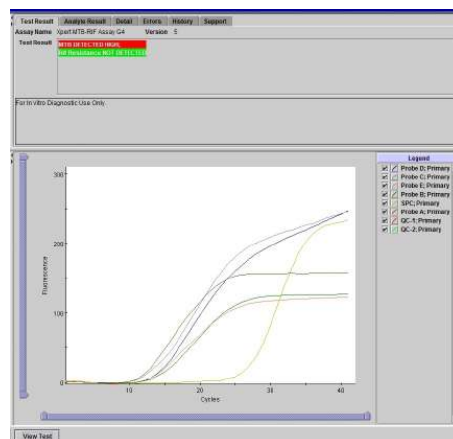 Test Result Analyte Result Detail Errors History Support
Assay Name Xpert MTB-RIF Assay G4 Version 5
Test Result MTB DETECTED HIGH;
Rif Resistance NOT DETECTED
For In Vitro Diagnostic Use Only.
Legend
Probe D; Primary
Probe C; Primary
Probe E; Primary
Probe B; Primary
SPC; Primary
Probe A; Primary
QC-1; Primary
QC-2; Primary
300
200
100
0
Fluorescence
10 20 30 40
Cycles
View Test